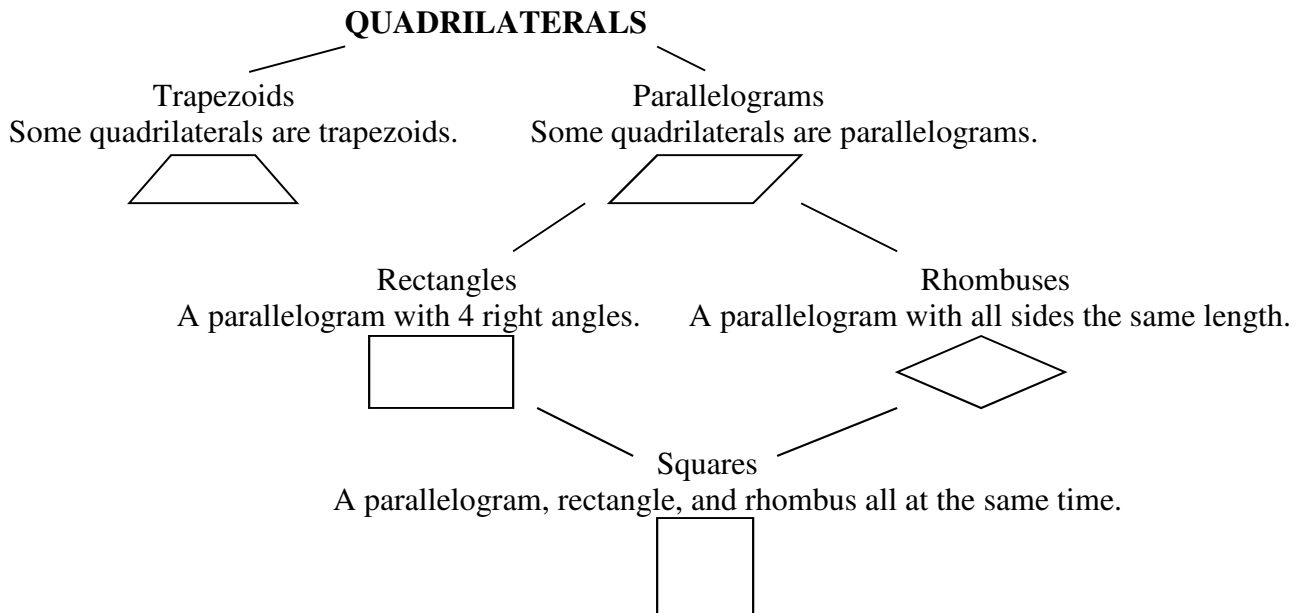 QUADRILATERALS
Trapezoids
Some quadrilaterals are trapezoids.
Parallelograms
Some quadrilaterals are parallelograms.
Rectangles
A parallelogram with 4 right angles.
Rhombuses
A parallelogram with all sides the same length.
Squares
A parallelogram, rectangle, and rhombus all at the same time.